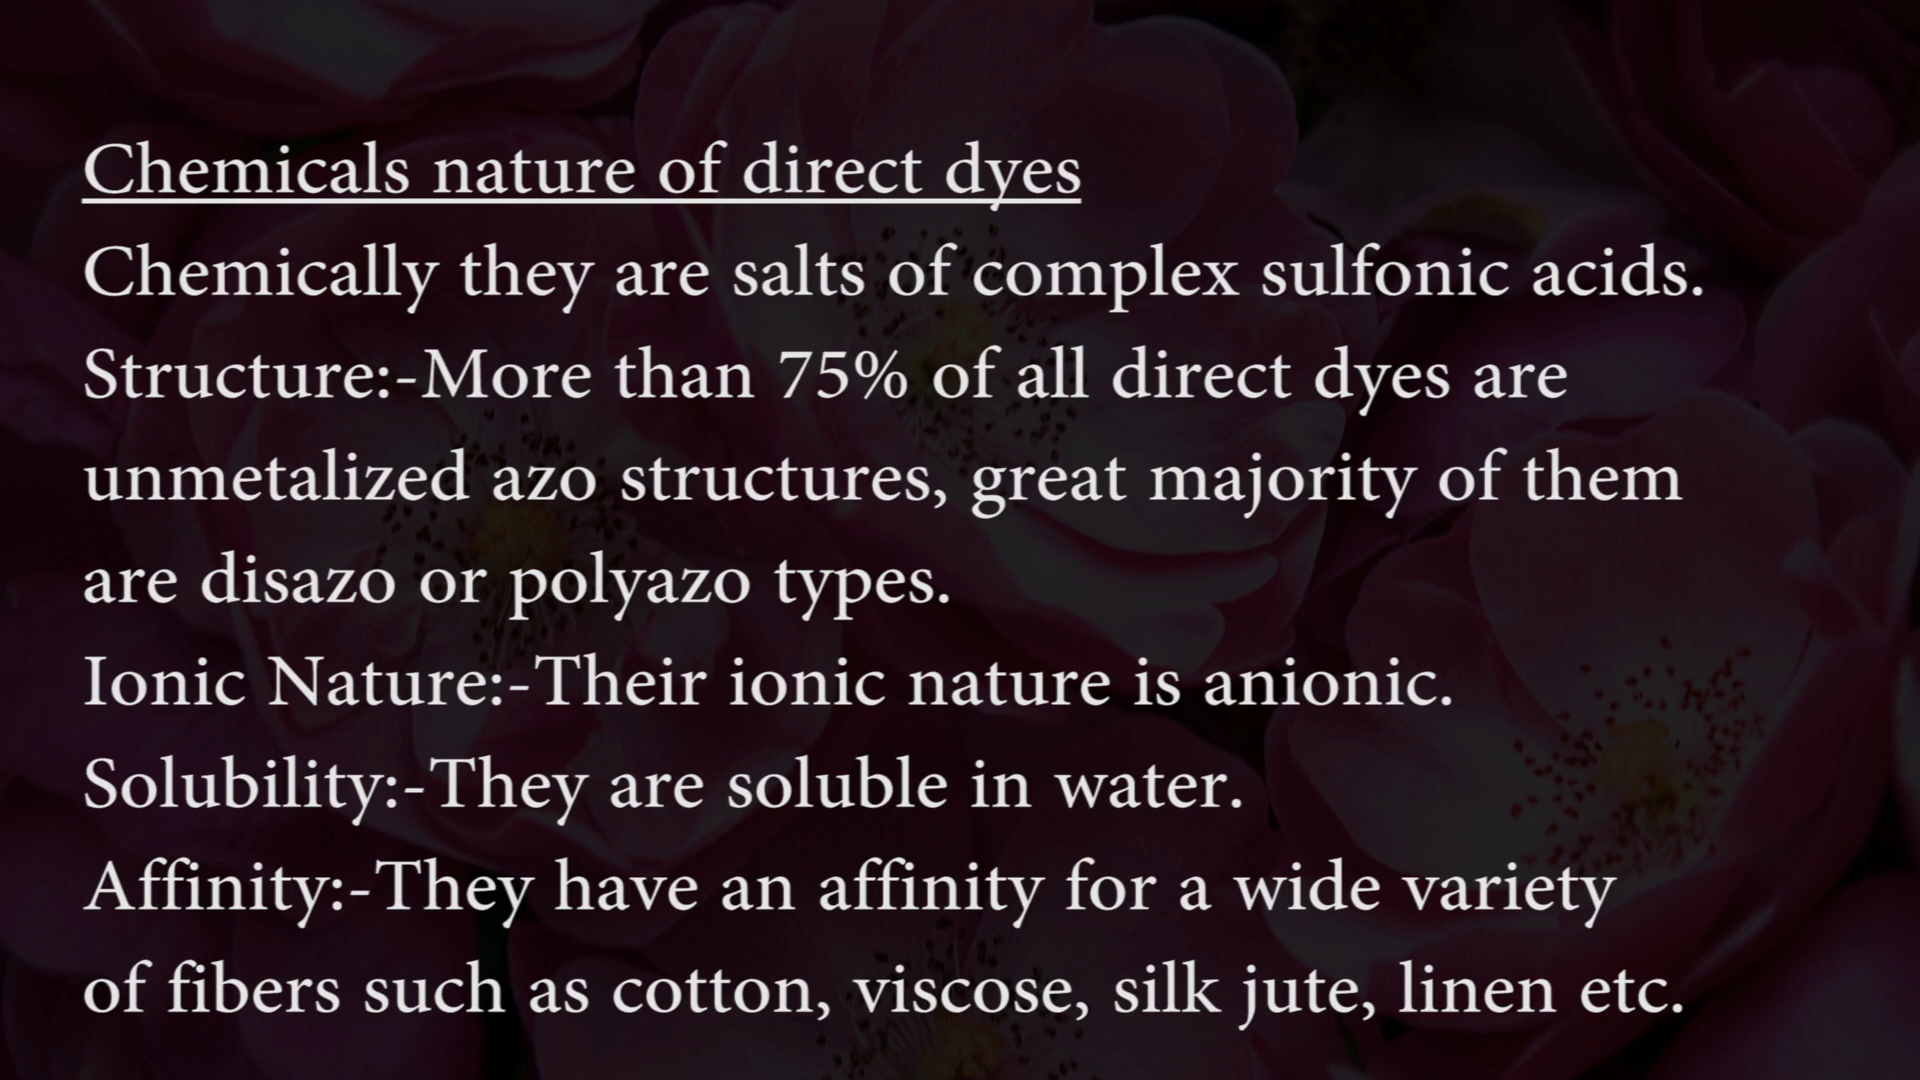 Chemicals nature of direct dyes
Chemically they are salts of complex sulfonic acids.
Structure:-More than 75% of all direct dyes are
unmetalized azo structures, great majority of them
are disazo or polyazo types.
Ionic Nature:-Their ionic nature is anionic.
Solubility:-They are soluble in water.
Affinity:-They have an affinity for a wide variety
of fibers such as cotton, viscose, silk jute, linen etc.